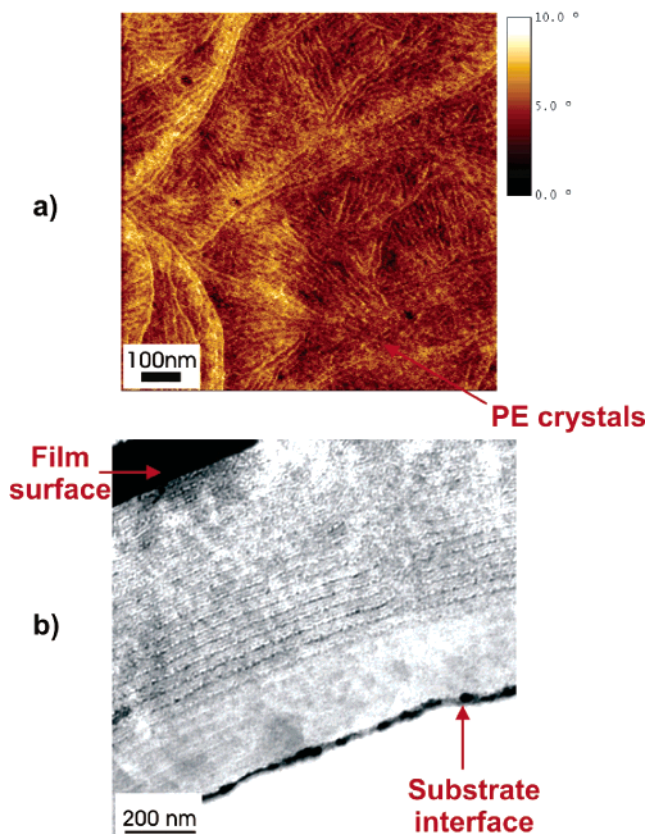 10.0 °
5.0 °
0.0 °
a)
100nm
PE crystals
Film
surface
b)
Substrate
interface
200 nm